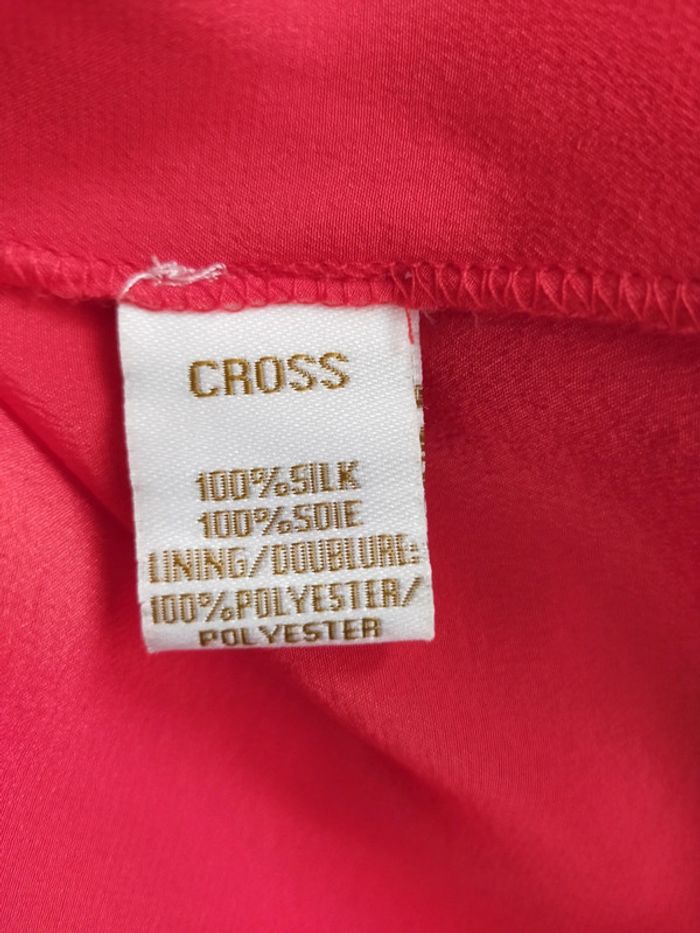 CROSS
100%SILK
100%SOIE
LINING/DOUBLURE:
100%POLYESTER/
POLYESTER